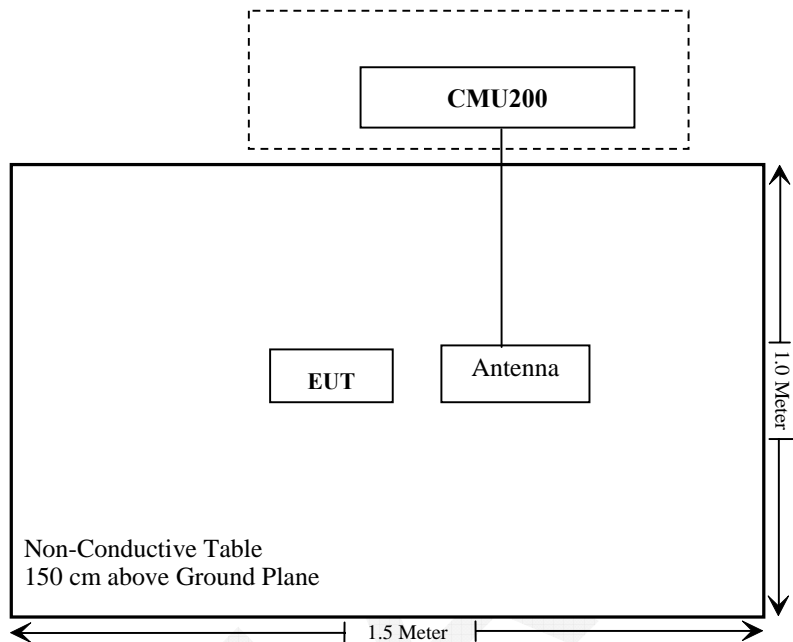 CMU200
EUT
Antenna
1.0 Meter
Non-Conductive Table
150 cm above Ground Plane
1.5 Meter